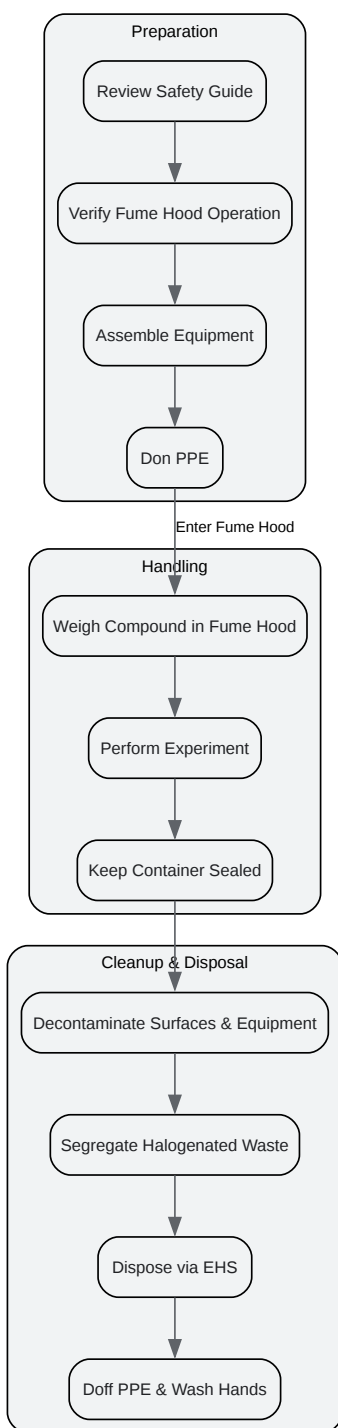 Preparation
Review Safety Guide
Verify Fume Hood Operation
Assemble Equipment
Don PPE
Enter Fume Hood
Handling
Weigh Compound in Fume Hood
Perform Experiment
Keep Container Sealed
Cleanup & Disposal
Decontaminate Surfaces & Equipment
Segregate Halogenated Waste
Dispose via EHS
Doff PPE & Wash Hands